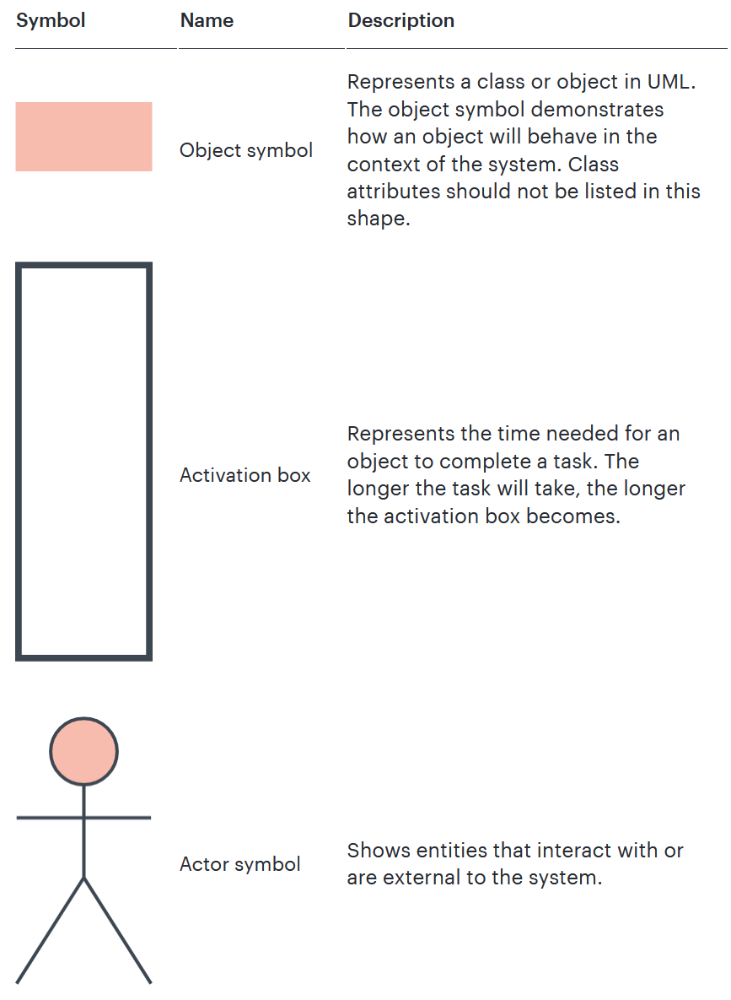 Symbol Name Description
Represents a class or object in UML.
The object symbol demonstrates
how an object will behave in the
Object symbol
context of the system. Class
attributes should not be listed in this
shape.
Represents the time needed for an
object to complete a task. The
Activation box
longer the task will take, the longer
the activation box becomes.
Shows entities that interact with or
Actor symbol
are external to the system.